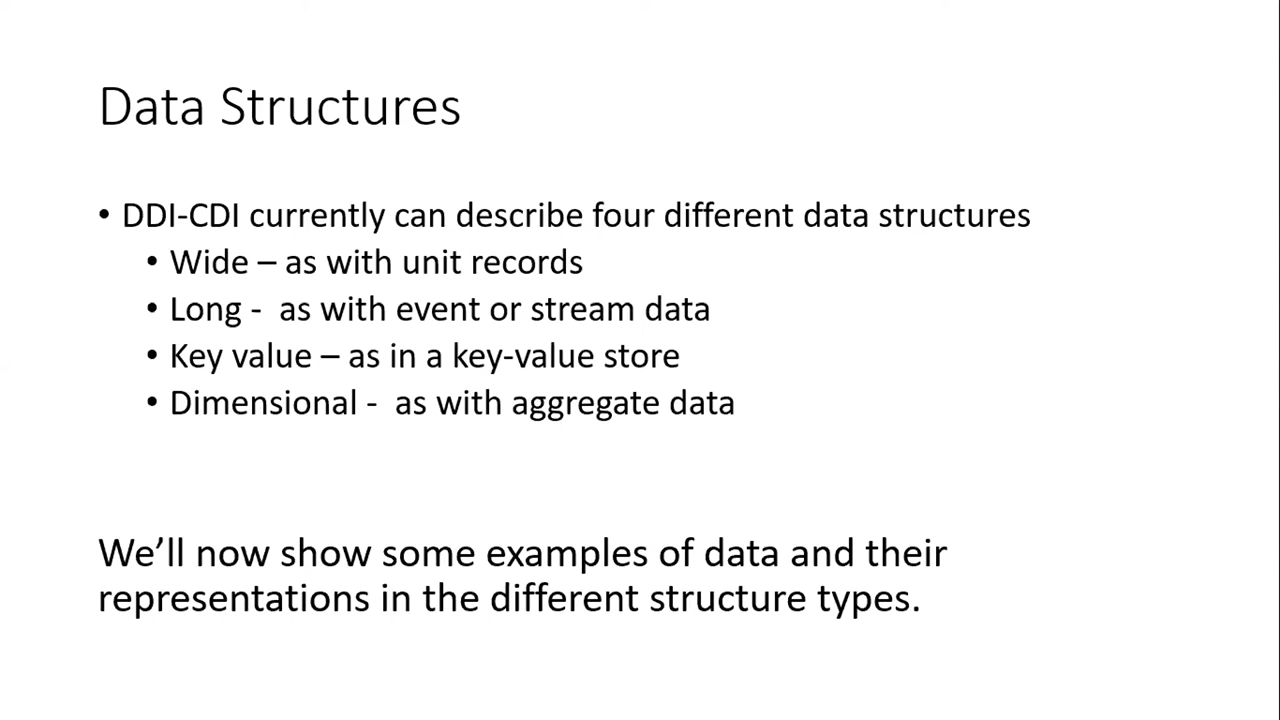 Data Structures
• DDI-CDI currently can describe four different data structures
• Wide – as with unit records
• Long -  as with event or stream data
• Key value – as in a key-value store
• Dimensional -  as with aggregate data
We’ll now show some examples of data and their
representations in the different structure types.